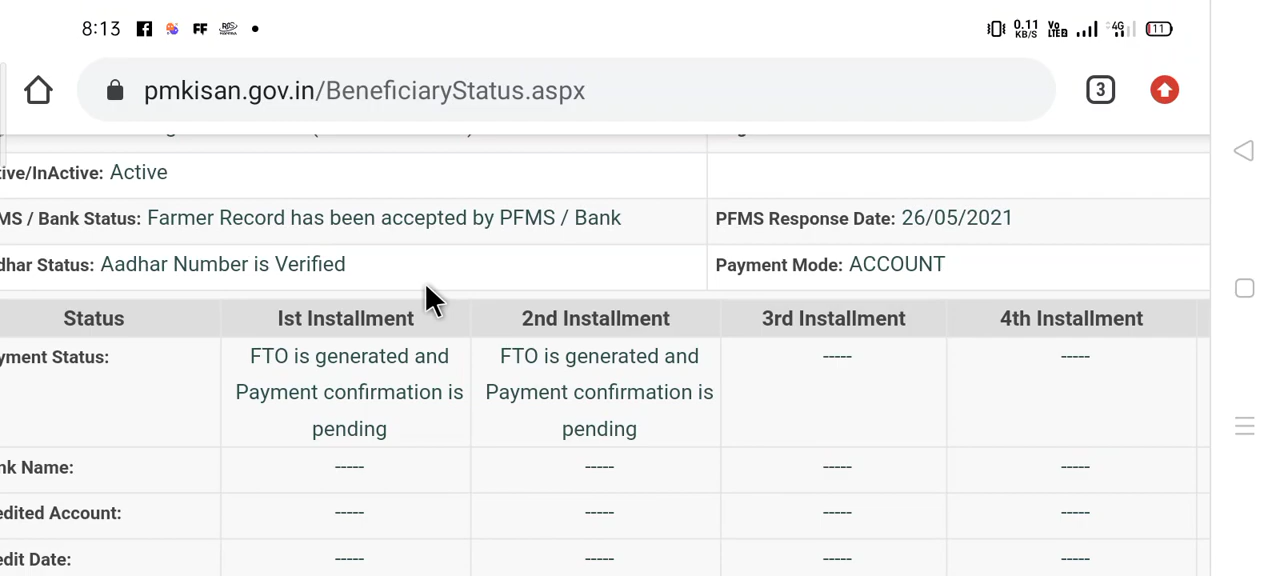 8:13 FF 0.11 KB/S Vo LTE2 4G 11
pmkisan.gov.in/BeneficiaryStatus.aspx 3
tive/InActive: Active
MS / Bank Status: Farmer Record has been accepted by PFMS / Bank PFMS Response Date: 26/05/2021
dhar Status: Aadhar Number is Verified Payment Mode: ACCOUNT
Status Ist Installment 2nd Installment 3rd Installment 4th Installment
yment Status: FTO is generated and FTO is generated and ----- -----
Payment confirmation is Payment confirmation is
pending pending
nk Name: ----- ----- ----- -----
edited Account: ----- ----- ----- -----
edit Date: ----- ----- ----- -----